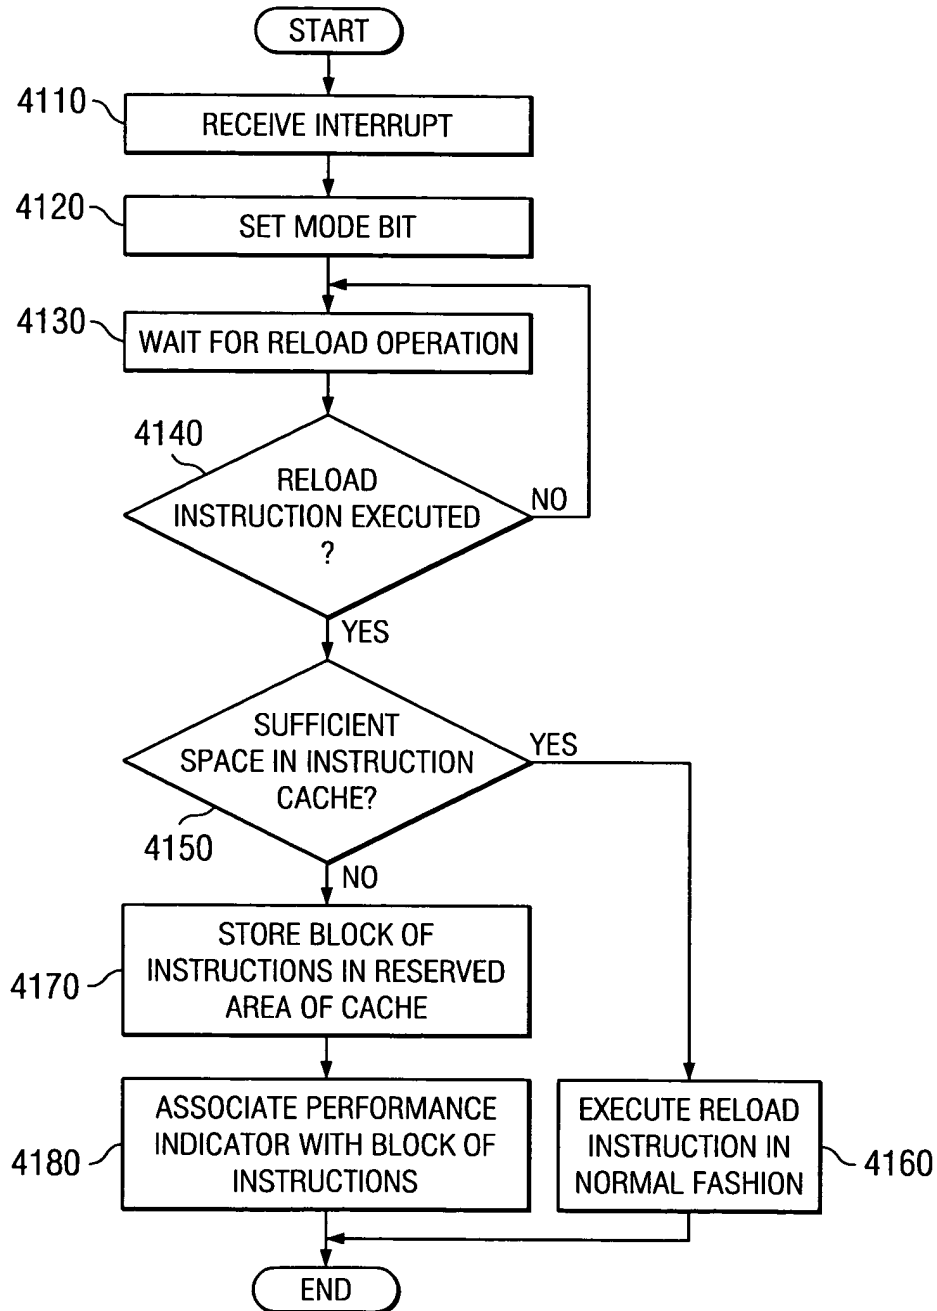 START
4110
RECEIVE INTERRUPT
4120
SET MODE BIT
4130
WAIT FOR RELOAD OPERATION
4140
RELOAD
INSTRUCTION EXECUTED
?
NO
YES
SUFFICIENT
SPACE IN INSTRUCTION
CACHE?
YES
4150
NO
STORE BLOCK OF
INSTRUCTIONS IN RESERVED
AREA OF CACHE
4170
ASSOCIATE PERFORMANCE
INDICATOR WITH BLOCK OF
INSTRUCTIONS
4180
EXECUTE RELOAD
INSTRUCTION IN
NORMAL FASHION
4160
END